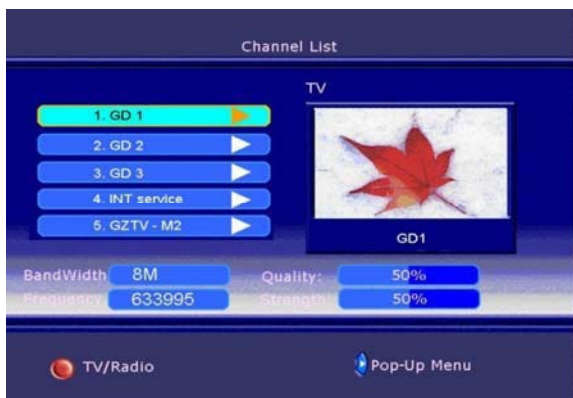 Channel List
TV
1. GD 1
2. GD 2
3. GD 3
4. INT service
5. GZTV - M2
GD1
BandWidth 8M Quality: 50%
Frequency 633995 Strength: 50%
TV/Radio Pop-Up Menu